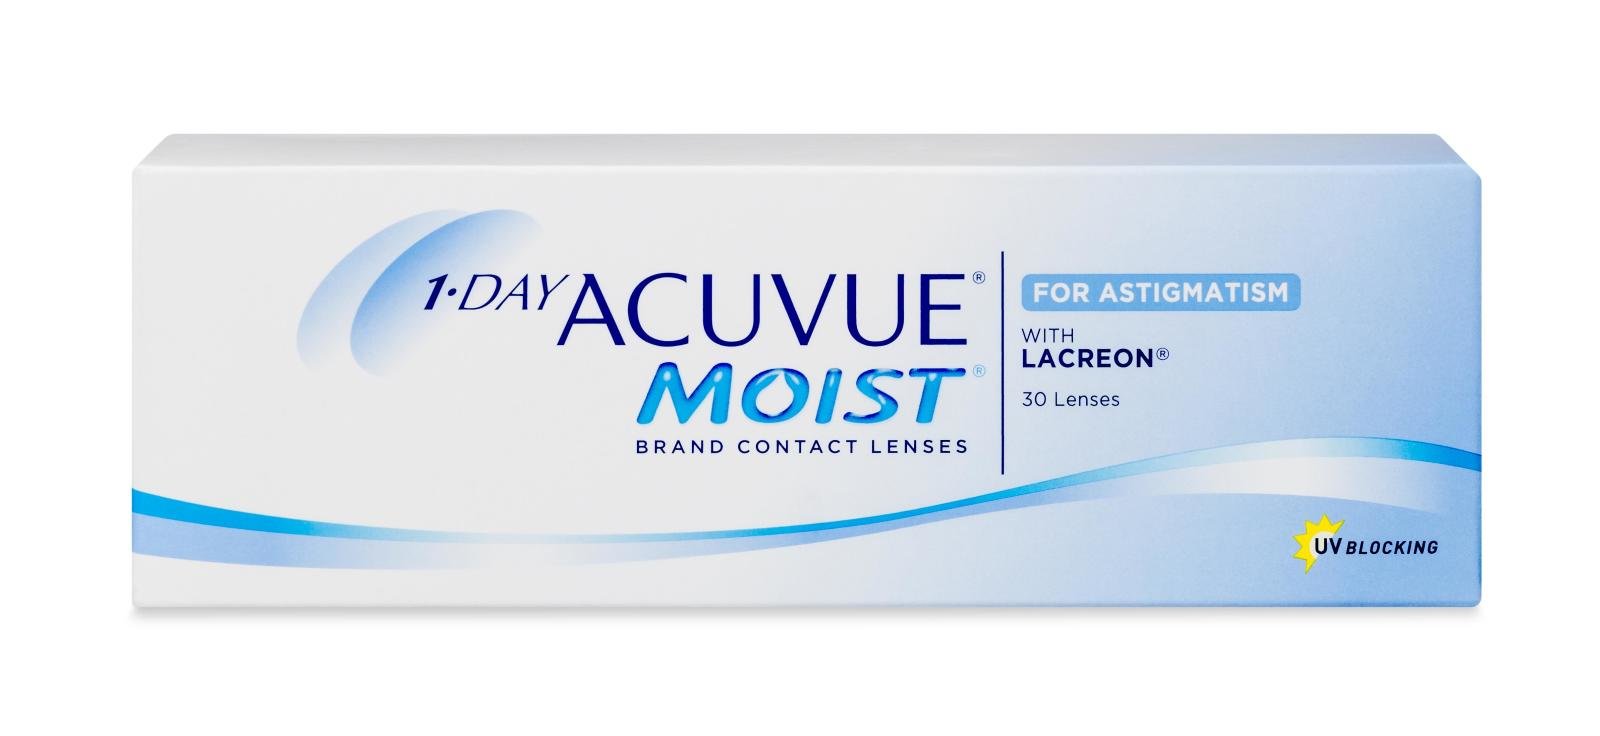 1·DAY ACUVUE®
MOIST®
BRAND CONTACT LENSES
FOR ASTIGMATISM
WITH
LACREON®
30 Lenses
UV BLOCKING